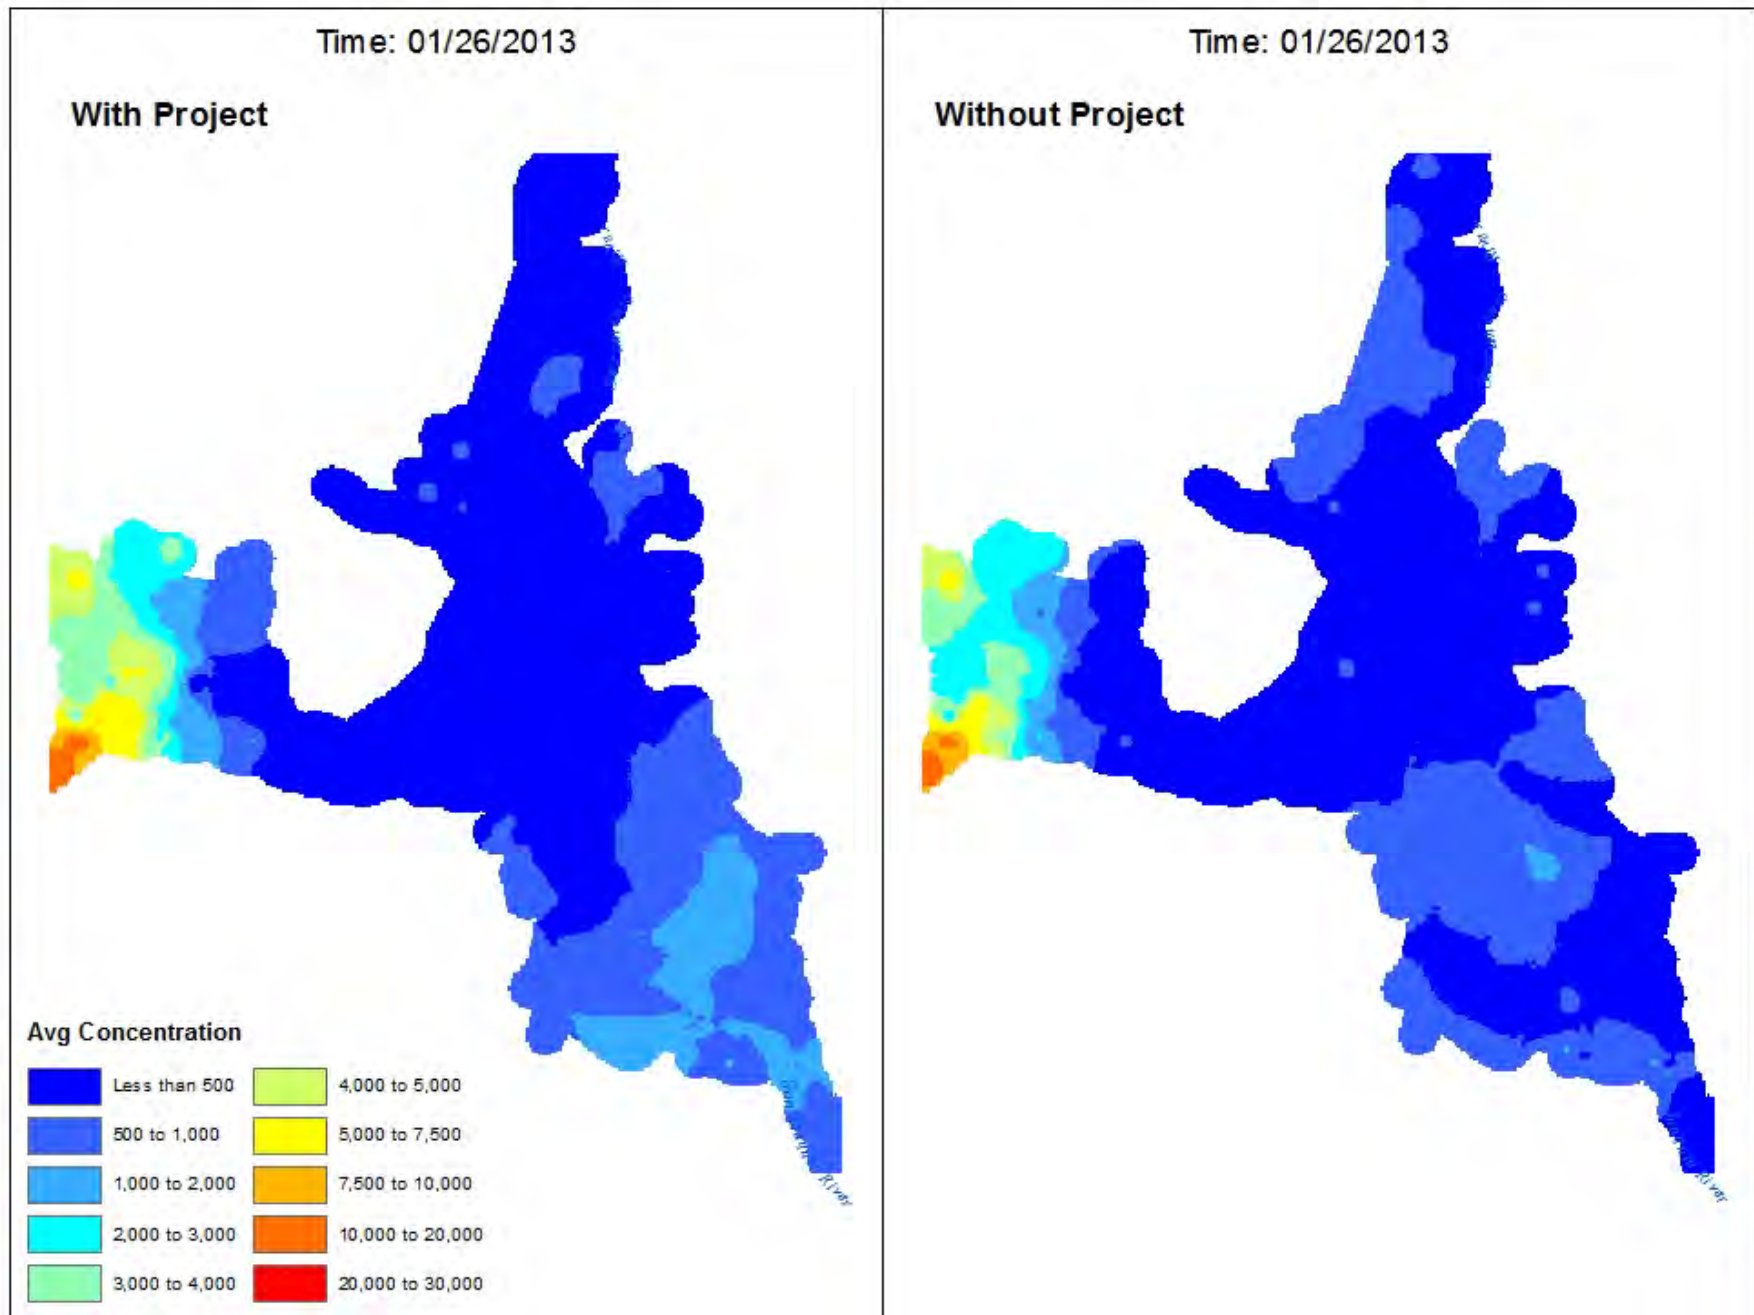 Time: 01/26/2013
With Project
Time: 01/26/2013
Without Project
Avg Concentration
Less than 500
500 to 1,000
1,000 to 2,000
2,000 to 3,000
3,000 to 4,000
4,000 to 5,000
5,000 to 7,500
7,500 to 10,000
10,000 to 20,000
20,000 to 30,000
River
River